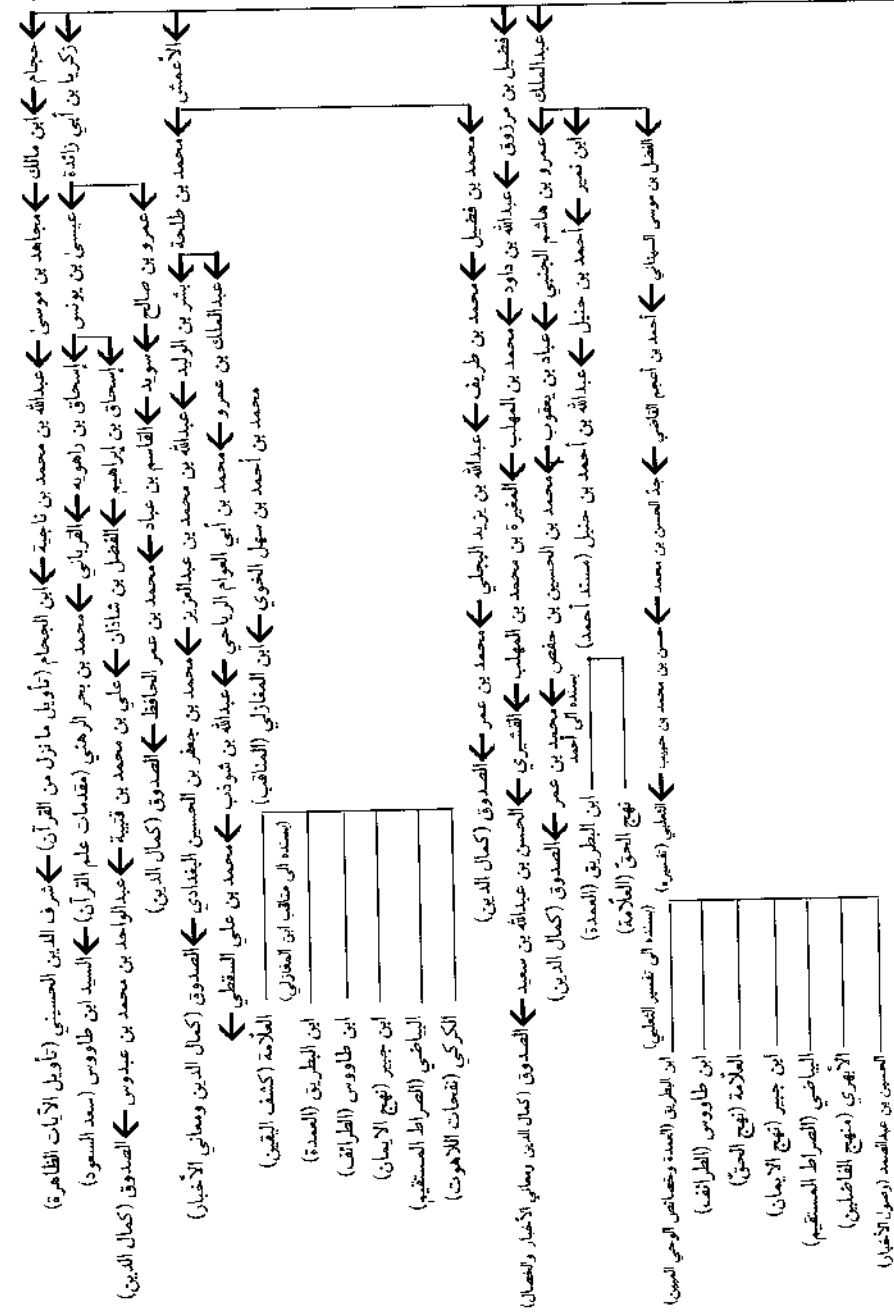 حجام ← ابن مالك ← مجاهد بن موسى ← عبدالله بن محمد بن ناجية ← ابن الجحام (تأويل ما نزل من القرآن) ← شرف الدين الحسيني (تأويل الآيات الظاهرة)
زكريا بن أبي زائدة
عيسى بن يونس ← إسحاق بن راهويه ← الفرياني ← محمد بن بحر الرهني (مقدمات علم القرآن) ← السيد ابن طاووس (سعد السعود)
إسحاق بن إبراهيم ← الفضل بن شاذان ← علي بن محمد بن قتيبة ← عبدالواحد بن محمد بن عبدوس ← الصدوق (كمال الدين)
عمرو بن صالح ← سويد ← القاسم بن عباد ← محمد بن عمر الحافظ ← الصدوق (كمال الدين)
الأعمش
محمد بن طلحة
بشر بن الوليد ← عبدالله بن محمد بن عبدالعزيز ← محمد بن جعفر بن الحسين البغدادي ← الصدوق (كمال الدين ومعاني الأخبار)
عبدالملك بن عمرو ← محمد بن أبي العوام الرياحي ← عبدالله بن شوذب ← محمد بن علي السقطي ←
محمد بن أحمد بن سهل الخوي ← ابن المغازلي (المناقب)
(بسنده الى مناقب ابن المغازلي)
العلّامة (كشف اليقين)
ابن البطريق (العمدة)
ابن طاووس (الطرائف)
ابن جبير (نهج الايمان)
البياضي (الصراط المستقيم)
الكركي (نفحات اللاهوت)
محمد بن فضيل ← محمد بن طريف ← عبدالله بن يزيد البجلي ← محمد بن عمر ← الصدوق (كمال الدين)
فضيل بن مرزوق ← عبدالله بن داود ← محمد بن المهلب ← المغيرة بن محمد بن المهلب ← القشيري ← الحسن بن عبدالله بن سعيد ← الصدوق (كمال الدين ومعاني الأخبار والخصال)
عبدالملك
عمرو بن هاشم الجنبي ← عباد بن يعقوب ← محمد بن الحسين بن حفص ← محمد بن عمر ← الصدوق (كمال الدين)
ابن نمير ← أحمد بن حنبل ← عبدالله بن أحمد بن حنبل (مسند أحمد)
بسنده الى أحمد
ابن البطريق (العمدة)
نهج الحقّ (العلّامة)
الفضل بن موسى السيناني ← أحمد بن أعجم القاضي ← جدّ الحسن بن محمد ← حسن بن محمد بن حبيب ← الثعلبي (تفسيره)
(بسنده الى تفسير الثعلبي)
ابن البطريق (العمدة وخصائص الوحي المبين)
ابن طاووس (الطرائف)
العلّامة (نهج الحقّ)
ابن جبير (نهج الايمان)
البياضي (الصراط المستقيم)
الأبهري (منهج الفاضلين)
الحسين بن عبدالصمد (وصول الأخيار)